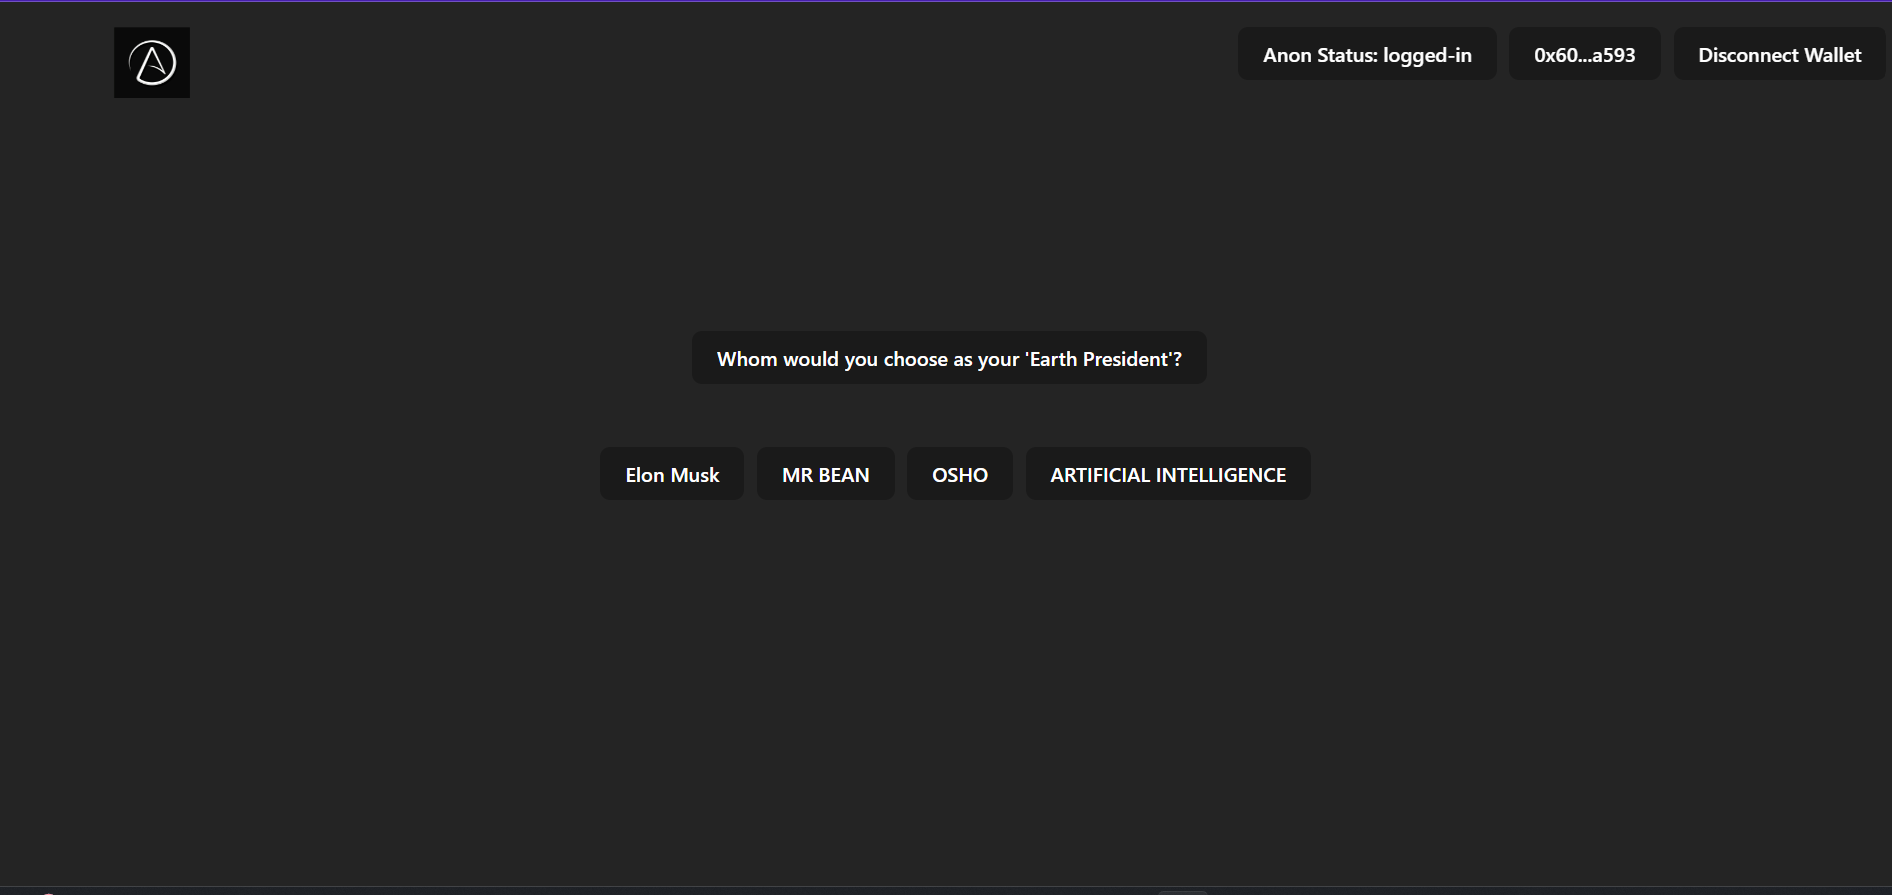 Anon Status: logged-in
0x60...a593
Disconnect Wallet
Whom would you choose as your 'Earth President'?
Elon Musk
MR BEAN
OSHO
ARTIFICIAL INTELLIGENCE